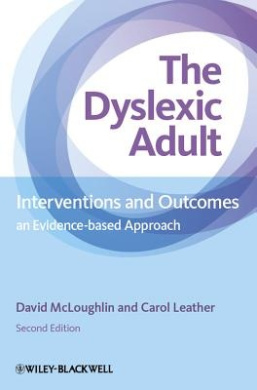 The
Dyslexic
Adult
Interventions and Outcomes
an Evidence-based Approach
David McLoughlin and Carol Leather
Second Edition
WILEY-BLACKWELL